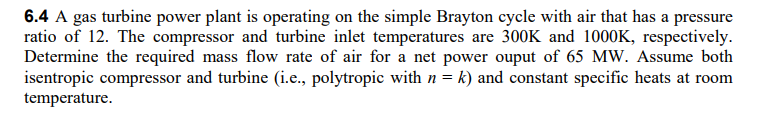 6.4 A gas turbine power plant is operating on the simple Brayton cycle with air that has a pressure
ratio of 12. The compressor and turbine inlet temperatures are 300K and 1000K, respectively.
Determine the required mass flow rate of air for a net power ouput of 65 MW. Assume both
isentropic compressor and turbine (i.e., polytropic with n = k) and constant specific heats at room
temperature.